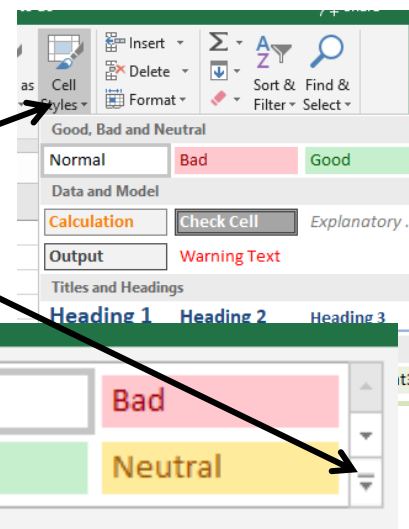 Insert
Delete
Format
as
Cell
Styles
Sort &
Filter
Find &
Select
Good, Bad and Neutral
Normal Bad Good
Data and Model
Calculation Check Cell Explanatory ..
Output Warning Text
Titles and Headings
Heading 1 Heading 2 Heading 3
Bad
Neutral